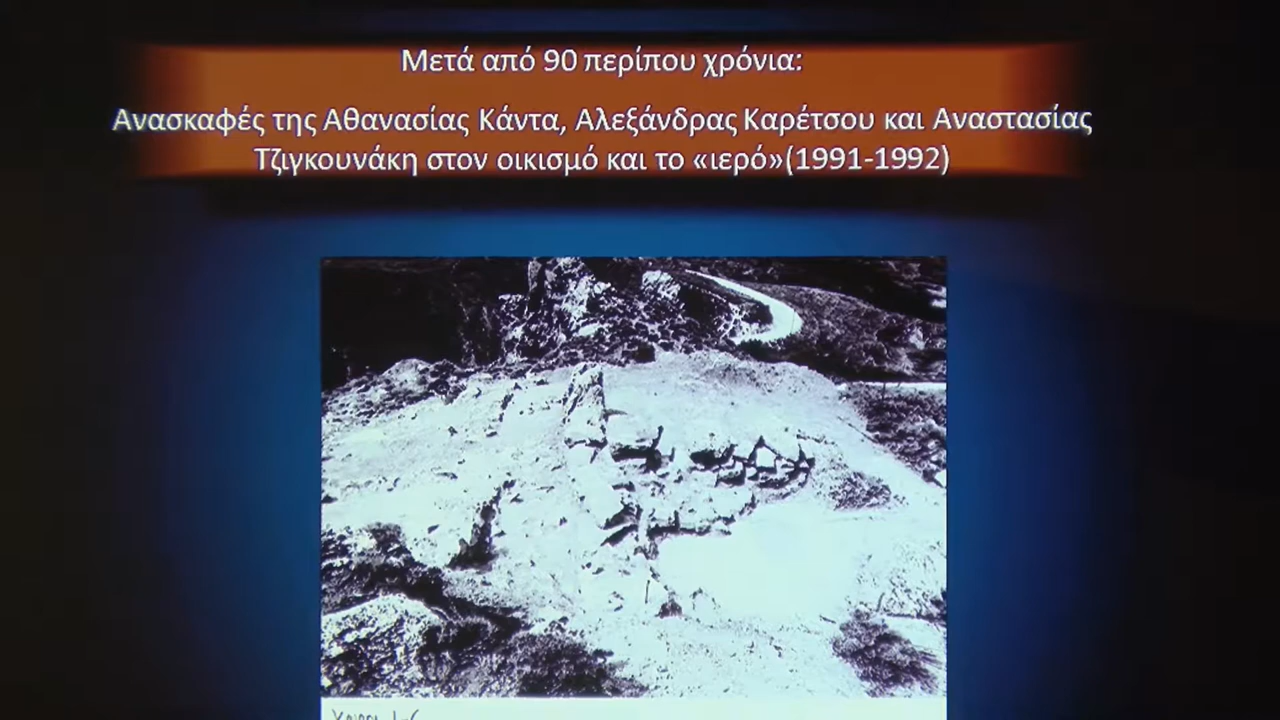 Μετά από 90 περίπου χρόνια:
Ανασκαφές της Αθανασίας Κάντα, Αλεξάνδρας Καρέτσου και Αναστασίας
Τζιγκουνάκη στον οικισμό και το «ιερό»(1991-1992)